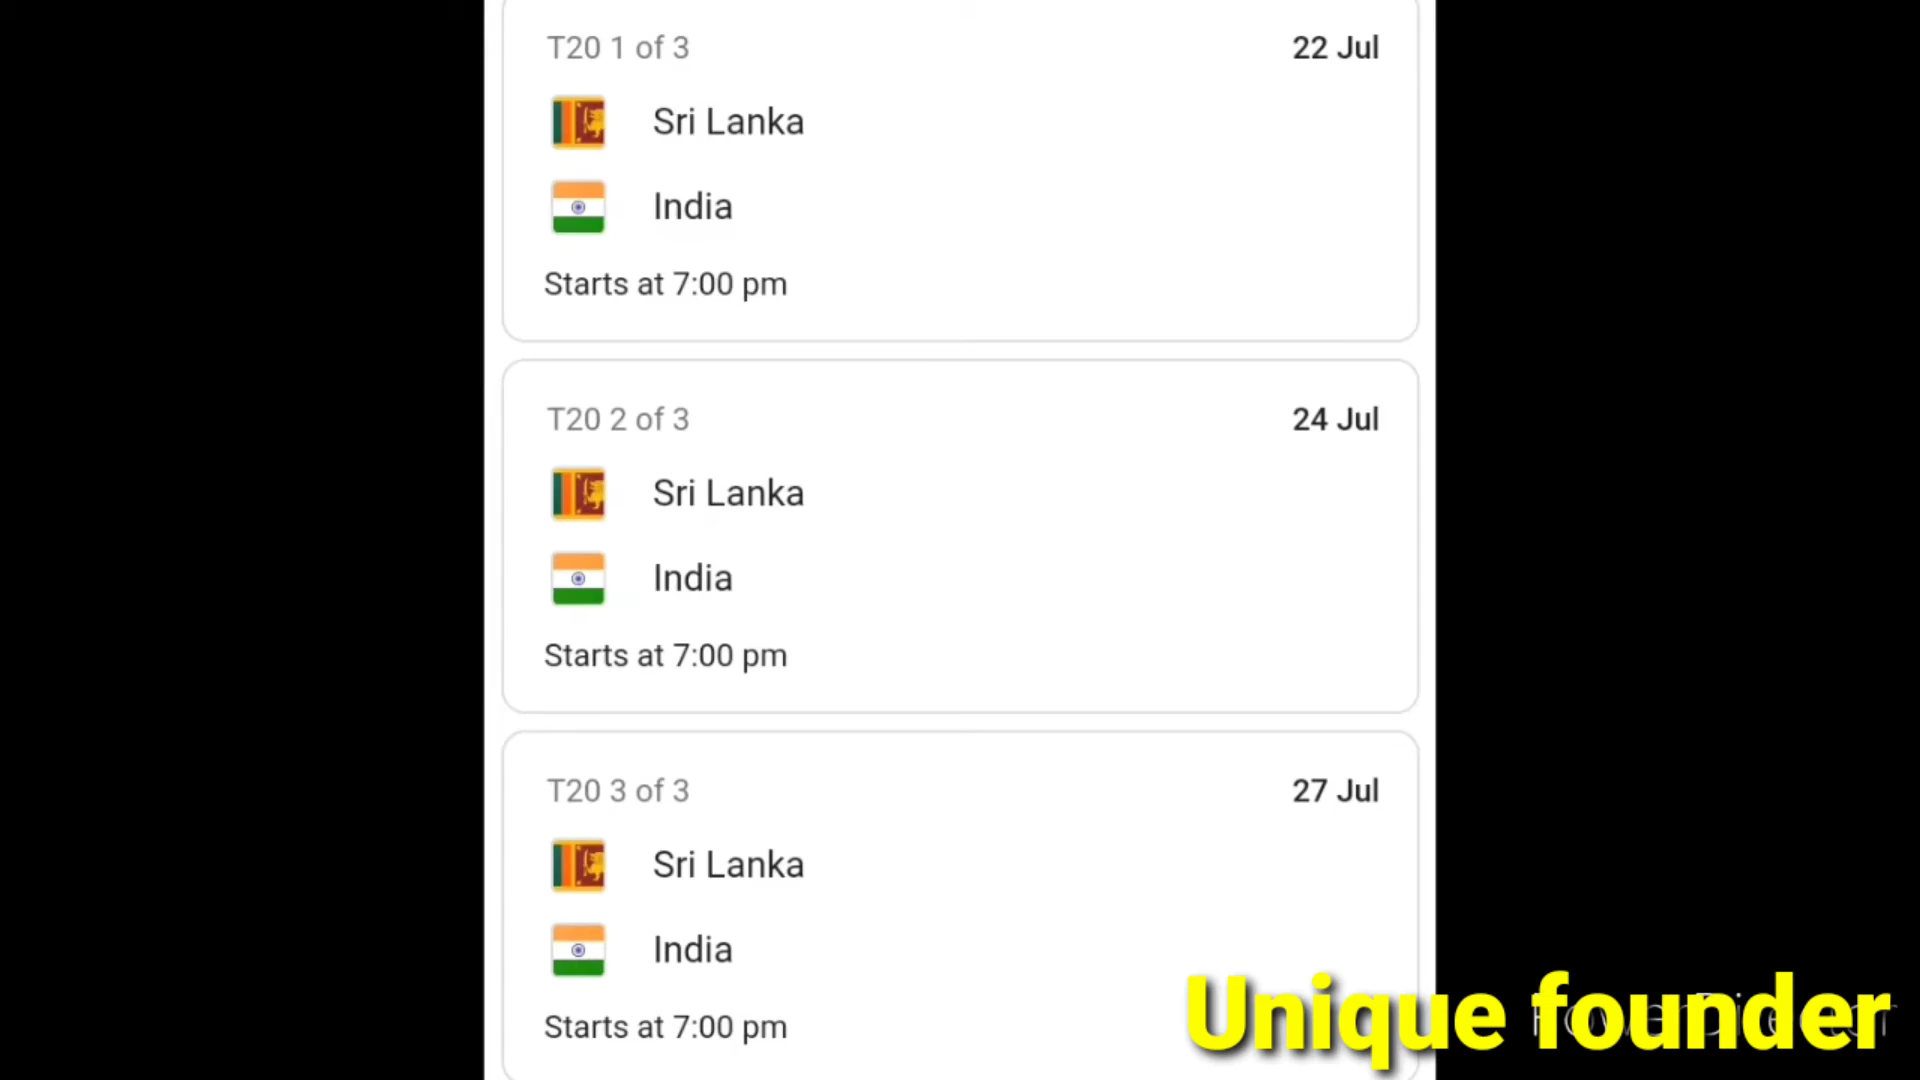 T20 1 of 3
22 Jul
Sri Lanka
India
Starts at 7:00 pm
T20 2 of 3
24 Jul
Sri Lanka
India
Starts at 7:00 pm
T20 3 of 3
27 Jul
Sri Lanka
India
Starts at 7:00 pm
Unique founder